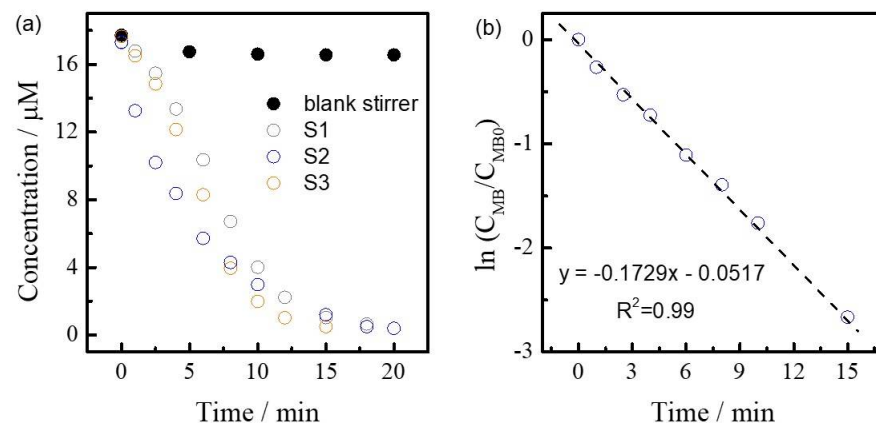 (a)
Concentration / μM
16
12
8
4
0
blank stirrer
S1
S2
S3
0 5 10 15 20
Time / min
(b)
ln (C_MB/C_MB0)
0
-1
-2
-3
y = -0.1729x - 0.0517
R²=0.99
0 3 6 9 12 15
Time / min